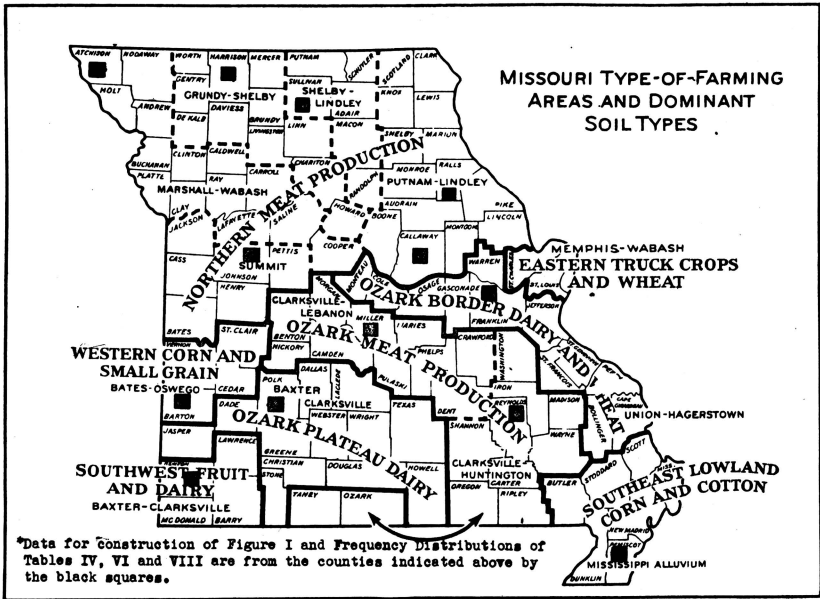 MISSOURI TYPE-OF-FARMING
AREAS AND DOMINANT
SOIL TYPES
ATCHISON
NODAWAY
WORTH
HARRISON
MERCER
PUTNAM
SCHUYLER
SCOTLAND
CLARK
HOLT
GENTRY
SULLIVAN
KNOX
LEWIS
GRUNDY-SHELBY
SHELBY-
LINDLEY
ANDREW
DE KALB
DAVIESS
GRUNDY
LIVINGSTON
ADAIR
LINN
MACON
SHELBY
MARION
BUCHANAN
CLINTON
CALDWELL
CARROLL
CHARITON
RANDOLPH
MONROE
RALLS
PLATTE
RAY
MARSHALL-WABASH
PUTNAM-LINDLEY
NORTHERN MEAT PRODUCTION
CLAY
JACKSON
LAFAYETTE
SALINE
HOWARD
BOONE
AUDRAIN
PIKE
LINCOLN
CALLAWAY
MONTGOM
WARREN
ST. CHARLES
COOPER
PETTIS
CASS
JOHNSON
SUMMIT
HENRY
MEMPHIS-WABASH
EASTERN TRUCK CROPS
AND WHEAT
ST. LOUIS
JEFFERSON
MORGAN
MONITEAU
COLE
OSAGE
GASCONADE
FRANKLIN
OZARK BORDER DAIRY AND WHEAT
CLARKSVILLE-
LEBANON
MILLER
MARIES
BATES
VERNON
ST. CLAIR
BENTON
HICKORY
CAMDEN
PHELPS
CRAWFORD
WASHINGTON
ST. FRANCOIS
OZARK MEAT PRODUCTION
WESTERN CORN AND
SMALL GRAIN
BATES-OSWEGO
CEDAR
BARTON
POLK
DALLAS
LACLEDE
PULASKI
BAXTER
CLARKSVILLE
DENT
IRON
REYNOLDS
MADISON
BOLLINGER
UNION-HAGERSTOWN
DADE
WEBSTER
WRIGHT
TEXAS
SHANNON
WAYNE
JASPER
LAWRENCE
GREENE
CHRISTIAN
DOUGLAS
HOWELL
OZARK PLATEAU DAIRY
STONE
TANEY
OZARK
CLARKSVILLE-
HUNTINGTON
OREGON
CARTER
RIPLEY
BUTLER
STODDARD
SCOTT
SOUTHEAST LOWLAND
CORN AND COTTON
SOUTHWEST FRUIT
AND DAIRY
BAXTER-CLARKSVILLE
MC DONALD
BARRY
NEW MADRID
PEMISCOT
MISSISSIPPI ALLUVIUM
DUNKLIN
*Data for construction of Figure I and Frequency Distributions of
Tables IV, VI and VIII are from the counties indicated above by
the black squares.